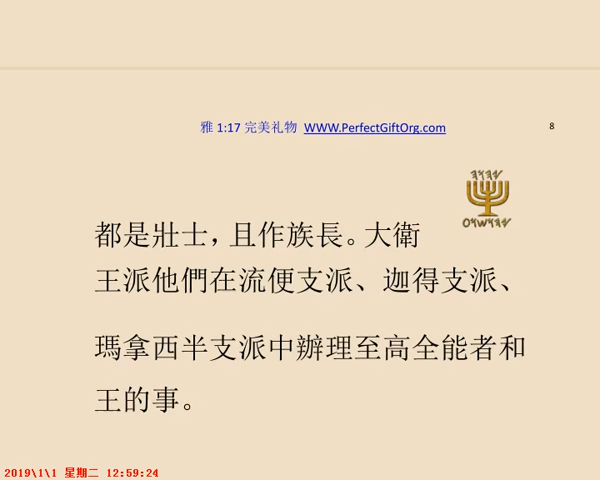 雅 1:17 完美礼物 WWW.PerfectGiftOrg.com 8
都是壯士，且作族長。大衛
王派他們在流便支派、迦得支派、
瑪拿西半支派中辦理至高全能者和
王的事。
2019\1\1 星期二 12:59:24